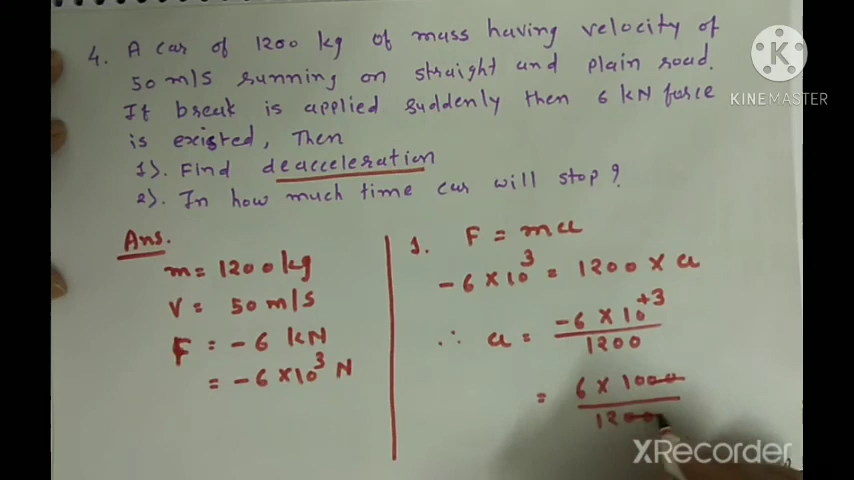 4. A car of 1200 kg of mass having velocity of
50 m/s running on straight and plain road.
If break is applied suddenly then 6 kN force
is existed, Then
1). Find deacceleration
2). In how much time car will stop?
Ans.
m = 1200 kg
V = 50 m/s
F = -6 kN
= -6 × 10³ N
1. F = ma
-6 × 10³ = 1200 × a
∴ a = -6 × 10⁺³ / 1200
= 6 × 1000 / 1200
K
KINEMASTER
XRecorder